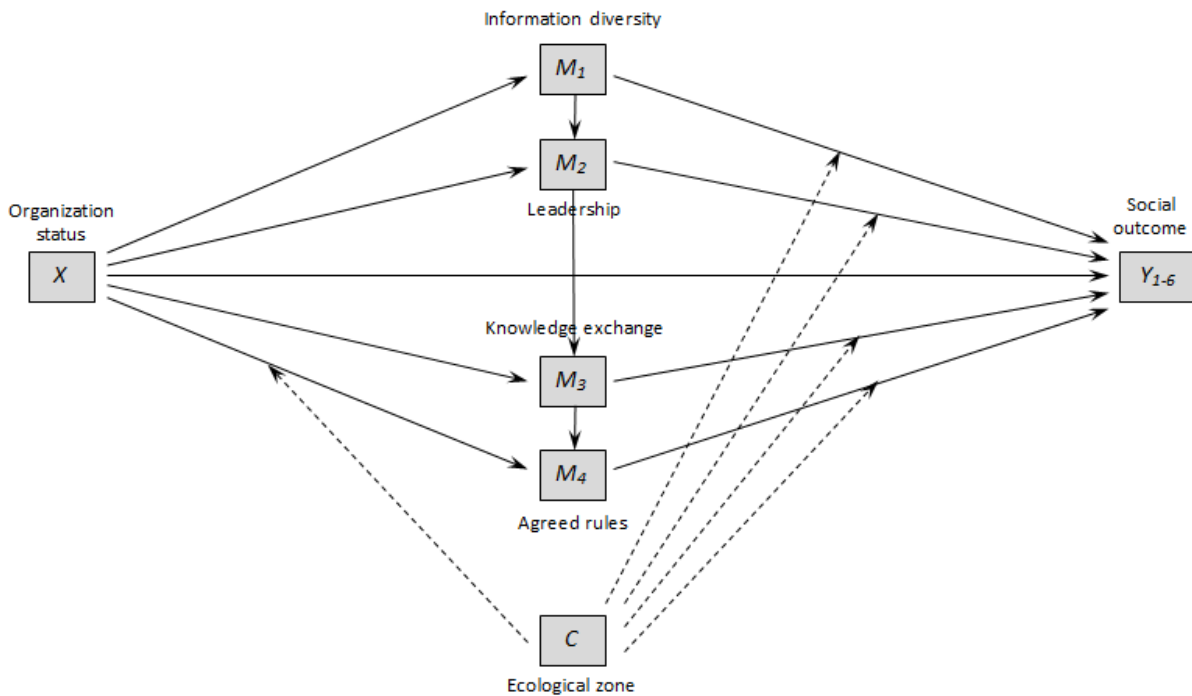 Information diversity
M1
M2
Leadership
Organization
status
X
Social
outcome
Y1-6
Knowledge exchange
M3
M4
Agreed rules
C
Ecological zone